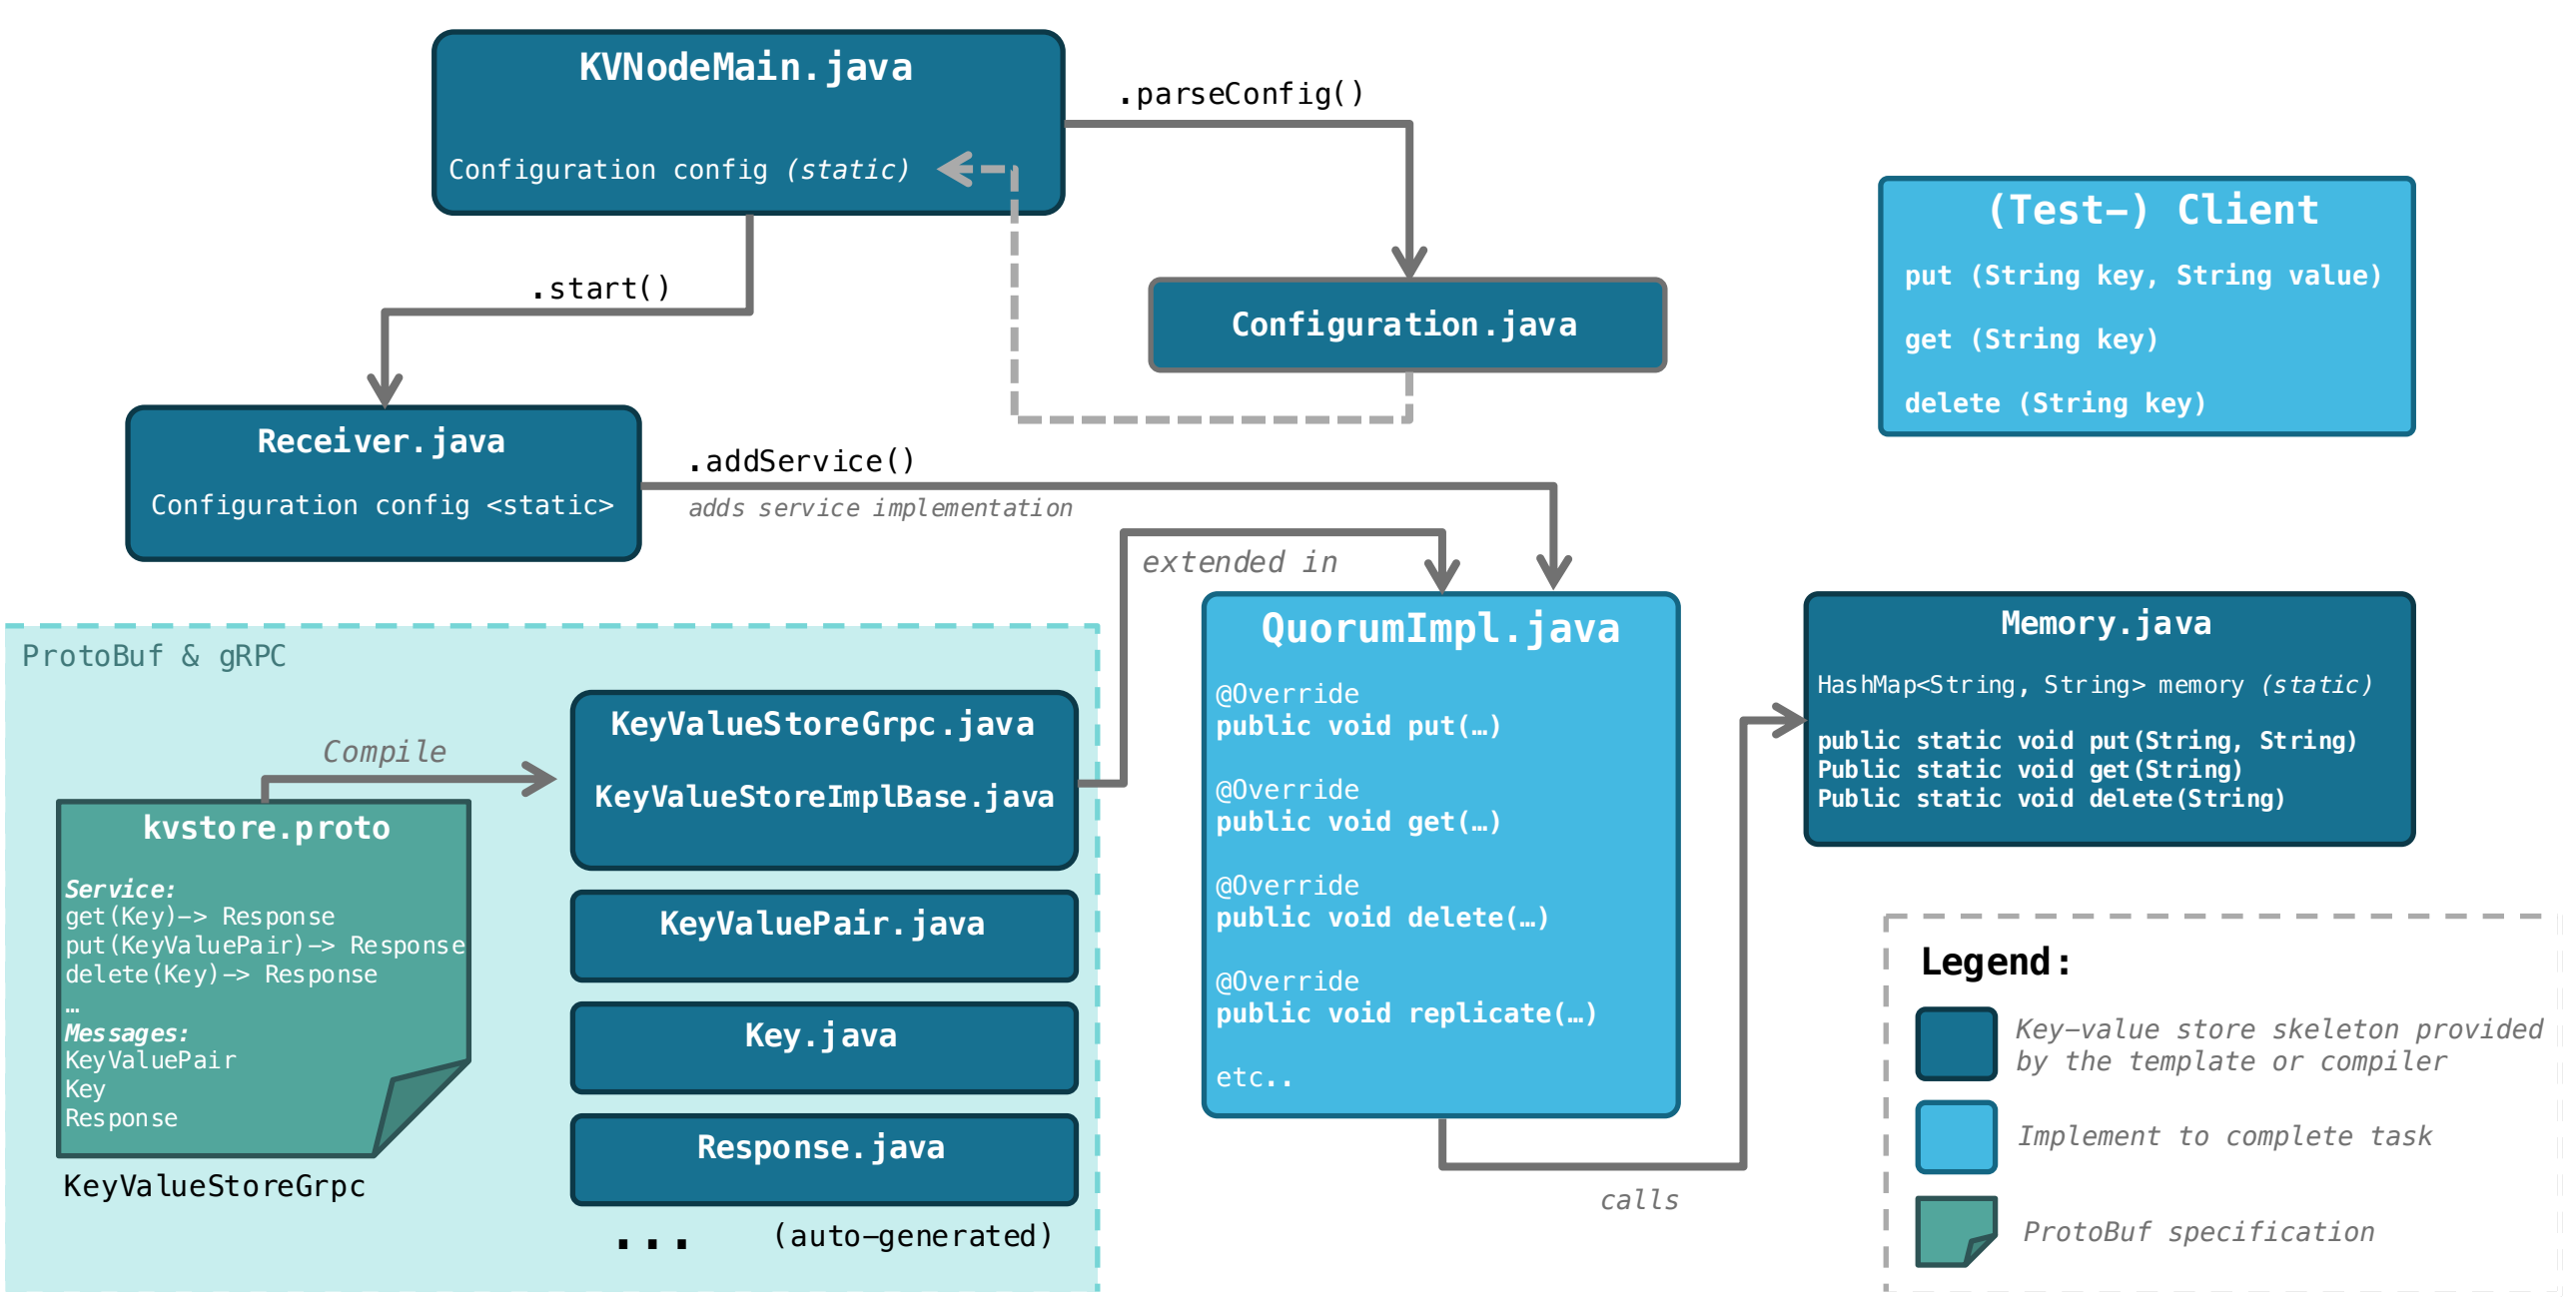 KVNodeMain.java
Configuration config (static)
.parseConfig()
.start()
Configuration.java
(Test-) Client
put (String key, String value)
get (String key)
delete (String key)
Receiver.java
Configuration config <static>
.addService()
adds service implementation
extended in
ProtoBuf & gRPC
Compile
kvstore.proto
Service:
get(Key)-> Response
put(KeyValuePair)-> Response
delete(Key)-> Response
…
Messages:
KeyValuePair
Key
Response
KeyValueStoreGrpc
KeyValueStoreGrpc.java
KeyValueStoreImplBase.java
KeyValuePair.java
Key.java
Response.java
... (auto-generated)
QuorumImpl.java
@Override
public void put(…)
@Override
public void get(…)
@Override
public void delete(…)
@Override
public void replicate(…)
etc..
calls
Memory.java
HashMap<String, String> memory (static)
public static void put(String, String)
Public static void get(String)
Public static void delete(String)
Legend:
Key-value store skeleton provided
by the template or compiler
Implement to complete task
ProtoBuf specification